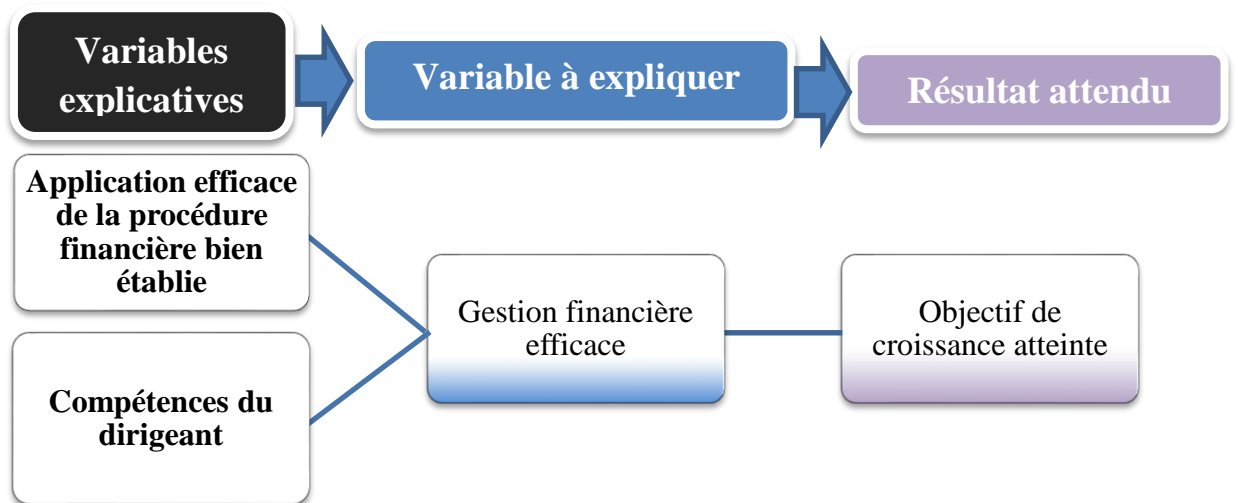 Variables
explicatives
Variable à expliquer
Résultat attendu
Application efficace
de la procédure
financière bien
établie
Gestion financière
efficace
Objectif de
croissance atteinte
Compétences du
dirigeant